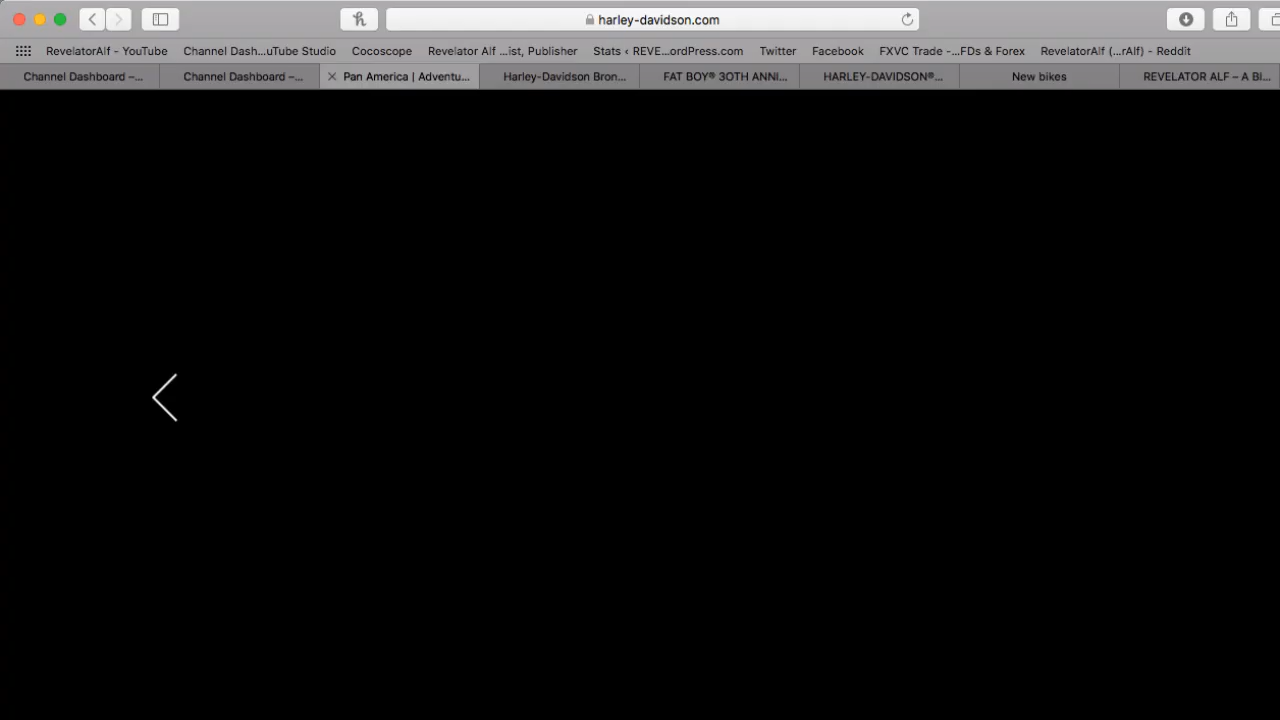 harley-davidson.com
RevelatorAlf - YouTube Channel Dash...uTube Studio Cocoscope Revelator Alf ...ist, Publisher Stats ‹ REVE...ordPress.com Twitter Facebook FXVC Trade -...FDs & Forex RevelatorAlf (...rAlf) - Reddit
Channel Dashboard –... Channel Dashboard –... Pan America | Adventu... Harley-Davidson Bron... FAT BOY® 3OTH ANNI... HARLEY-DAVIDSON®... New bikes REVELATOR ALF – A BI...